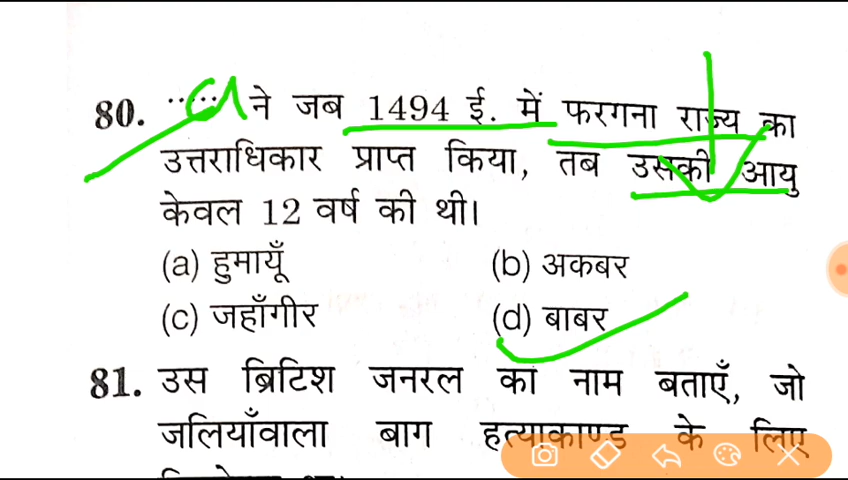 80. ...... ने जब 1494 ई. में फरगना राज्य का
उत्तराधिकार प्राप्त किया, तब उसकी आयु
केवल 12 वर्ष की थी।
(a) हुमायूँ (b) अकबर
(c) जहाँगीर (d) बाबर
81. उस ब्रिटिश जनरल का नाम बताएँ, जो
जलियाँवाला बाग हत्याकाण्ड के लिए